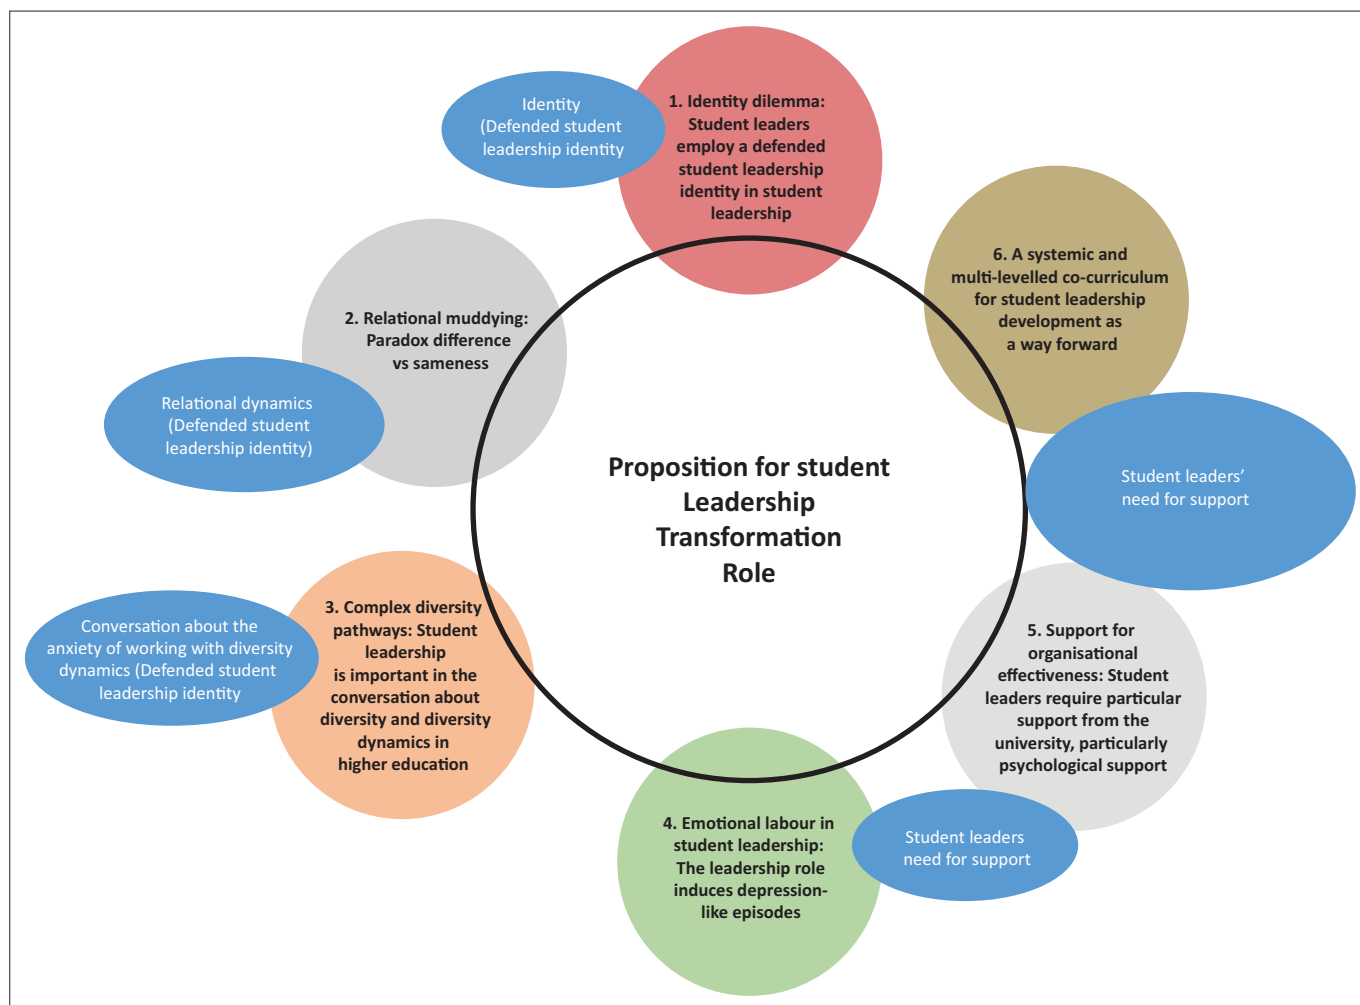 Identity
(Defended student
leadership identity
1. Identity dilemma:
Student leaders
employ a defended
student leadership
identity in student
leadership
2. Relational muddying:
Paradox difference
vs sameness
Relational dynamics
(Defended student
leadership identity)
Conversation about the
anxiety of working with diversity
dynamics (Defended student
leadership identity
3. Complex diversity
pathways: Student
leadership
is important in the
conversation about
diversity and diversity
dynamics in
higher education
4. Emotional labour in
student leadership:
The leadership role
induces depression-
like episodes
Student leaders
need for support
5. Support for
organisational
effectiveness: Student
leaders require particular
support from the
university, particularly
psychological support
Student leaders’
need for support
6. A systemic and
multi-levelled co-curriculum
for student leadership
development as
a way forward
Proposition for student
Leadership
Transformation
Role